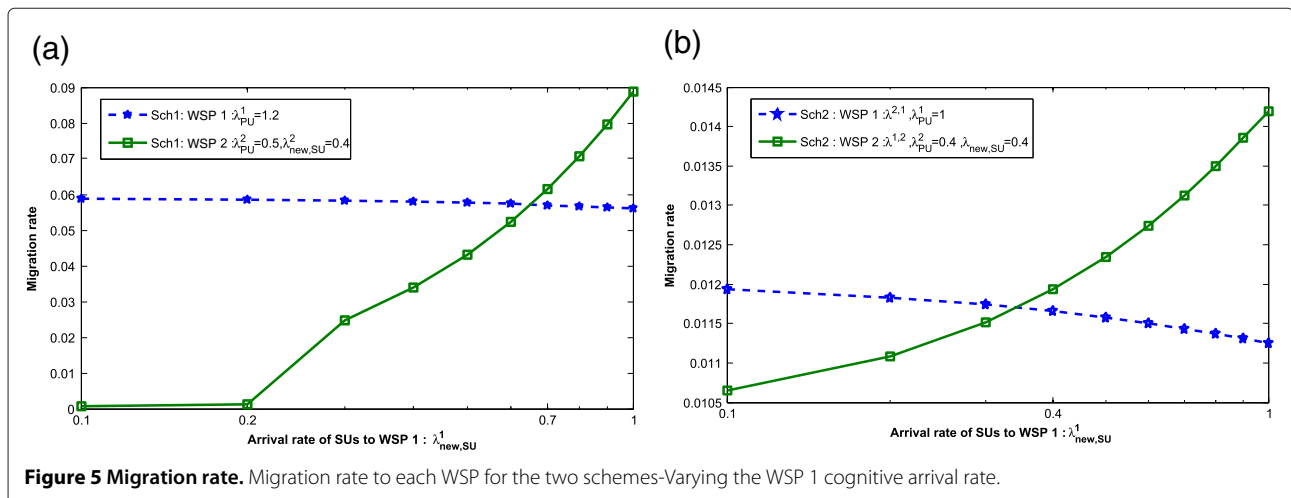 (a)
0.09
0.08
0.07
0.06
0.05
0.04
0.03
0.02
0.01
0
Migration rate
Sch1: WSP 1 :λ¹PU=1.2
Sch1: WSP 2 :λ²PU=0.5,λ²new,SU=0.4
0.1
0.2
0.7
1
Arrival rate of SUs to WSP 1 : λ¹new,SU
(b)
0.0145
0.014
0.0135
0.013
0.0125
0.012
0.0115
0.011
0.0105
Migration rate
Sch2 : WSP 1 :λ²,¹ ,λ¹PU=1
Sch2 : WSP 2 :λ¹,² ,λ²PU=0.4 ,λnew,SU=0.4
0.1
0.4
1
Arrival rate of SUs to WSP 1 : λ¹new,SU
Figure 5 Migration rate. Migration rate to each WSP for the two schemes-Varying the WSP 1 cognitive arrival rate.